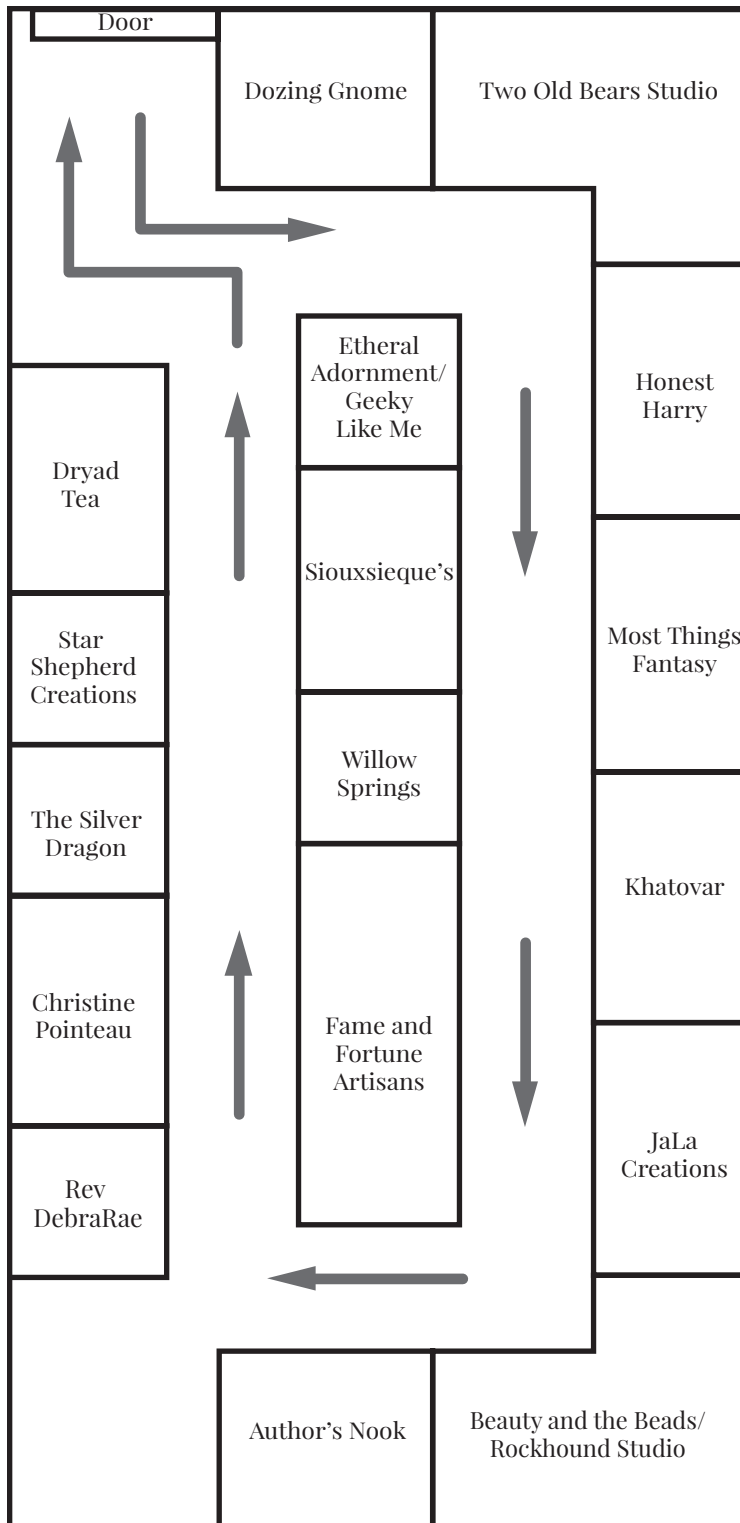 Door
Dozing Gnome
Two Old Bears Studio
Etheral
Adornment/
Geeky
Like Me
Honest
Harry
Dryad
Tea
Siouxsieque’s
Star
Shepherd
Creations
Most Things
Fantasy
Willow
Springs
The Silver
Dragon
Khatovar
Christine
Pointeau
Fame and
Fortune
Artisans
JaLa
Creations
Rev
DebraRae
Author’s Nook
Beauty and the Beads/
Rockhound Studio